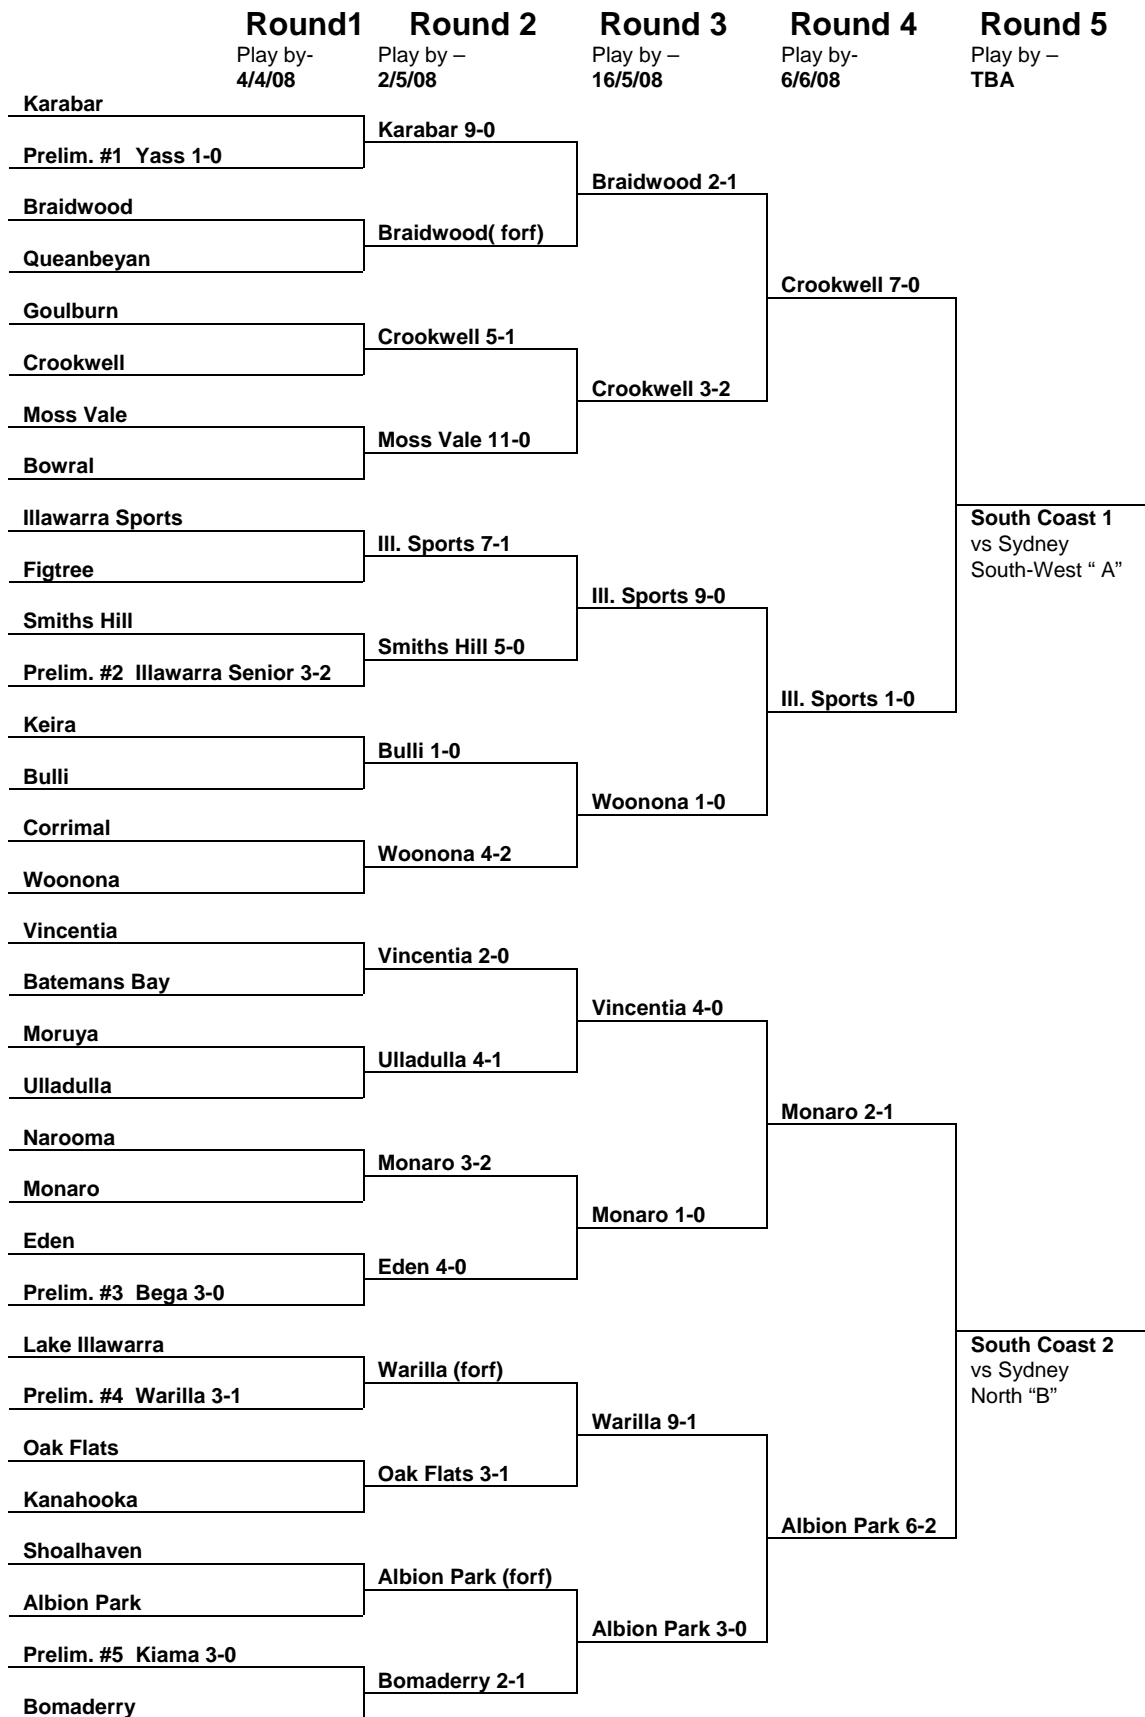 Round1 Round 2 Round 3 Round 4 Round 5
Play by- Play by – Play by – Play by- Play by –
4/4/08 2/5/08 16/5/08 6/6/08 TBA
Karabar
Karabar 9-0
Prelim. #1 Yass 1-0
Braidwood 2-1
Braidwood
Braidwood( forf)
Queanbeyan
Crookwell 7-0
Goulburn
Crookwell 5-1
Crookwell
Crookwell 3-2
Moss Vale
Moss Vale 11-0
Bowral
Illawarra Sports South Coast 1
Ill. Sports 7-1 vs Sydney
Figtree South-West “ A”
Ill. Sports 9-0
Smiths Hill
Smiths Hill 5-0
Prelim. #2 Illawarra Senior 3-2
Ill. Sports 1-0
Keira
Bulli 1-0
Bulli
Woonona 1-0
Corrimal
Woonona 4-2
Woonona
Vincentia
Vincentia 2-0
Batemans Bay
Vincentia 4-0
Moruya
Ulladulla 4-1
Ulladulla
Monaro 2-1
Narooma
Monaro 3-2
Monaro
Monaro 1-0
Eden
Eden 4-0
Prelim. #3 Bega 3-0
Lake Illawarra South Coast 2
Warilla (forf) vs Sydney
Prelim. #4 Warilla 3-1 North “B”
Warilla 9-1
Oak Flats
Oak Flats 3-1
Kanahooka
Albion Park 6-2
Shoalhaven
Albion Park (forf)
Albion Park
Albion Park 3-0
Prelim. #5 Kiama 3-0
Bomaderry 2-1
Bomaderry